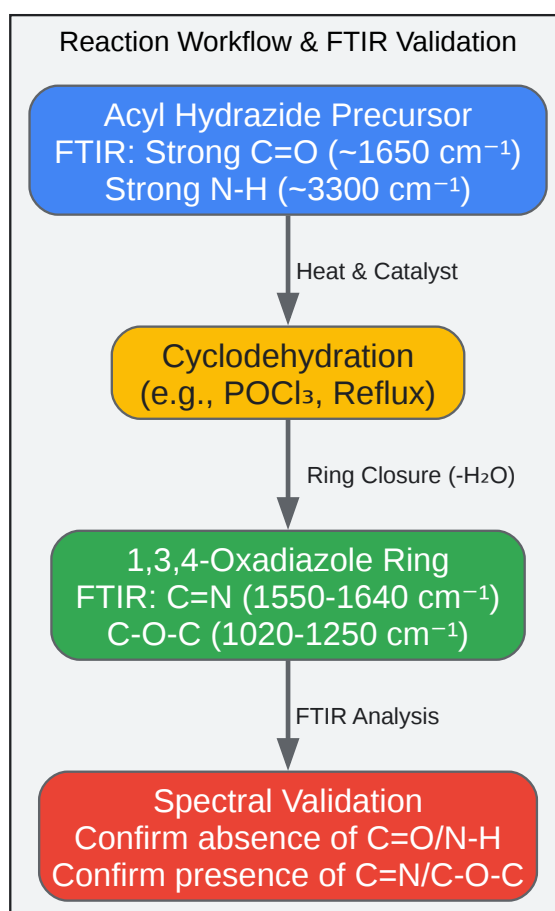 Reaction Workflow & FTIR Validation
Acyl Hydrazide Precursor
FTIR: Strong C=O (~1650 cm⁻¹)
Strong N-H (~3300 cm⁻¹)
Heat & Catalyst
Cyclodehydration
(e.g., POCl₃, Reflux)
Ring Closure (-H₂O)
1,3,4-Oxadiazole Ring
FTIR: C=N (1550-1640 cm⁻¹)
C-O-C (1020-1250 cm⁻¹)
FTIR Analysis
Spectral Validation
Confirm absence of C=O/N-H
Confirm presence of C=N/C-O-C